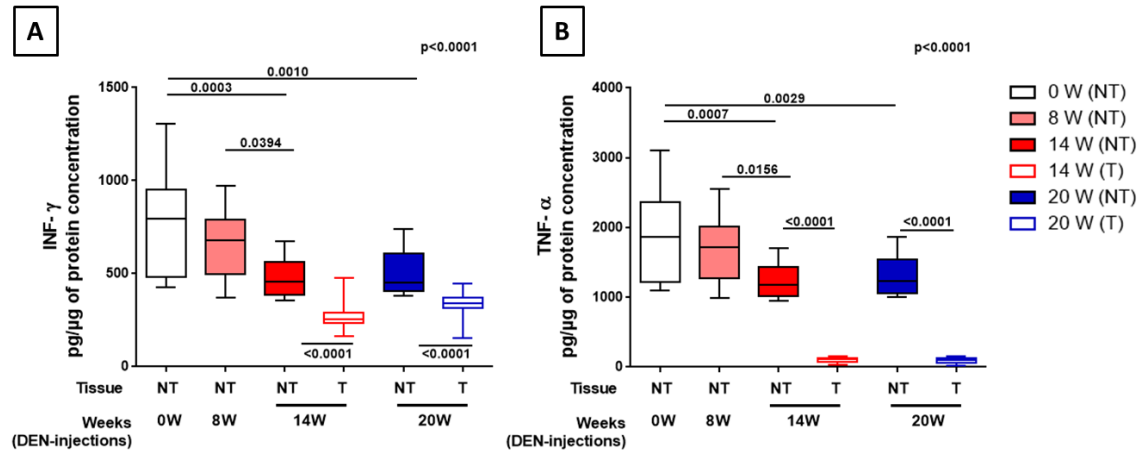 A
p<0.0001
0.0010
0.0003
0.0394
<0.0001
<0.0001
INF- γ
pg/µg of protein concentration
1500
1000
500
0
Tissue NT NT NT T NT T
Weeks 0W 8W 14W 20W
(DEN-injections)
B
p<0.0001
0.0029
0.0007
0.0156
<0.0001
<0.0001
TNF- α
pg/µg of protein concentration
4000
3000
2000
1000
0
Tissue NT NT NT T NT T
Weeks 0W 8W 14W 20W
(DEN-injections)
0 W (NT)
8 W (NT)
14 W (NT)
14 W (T)
20 W (NT)
20 W (T)